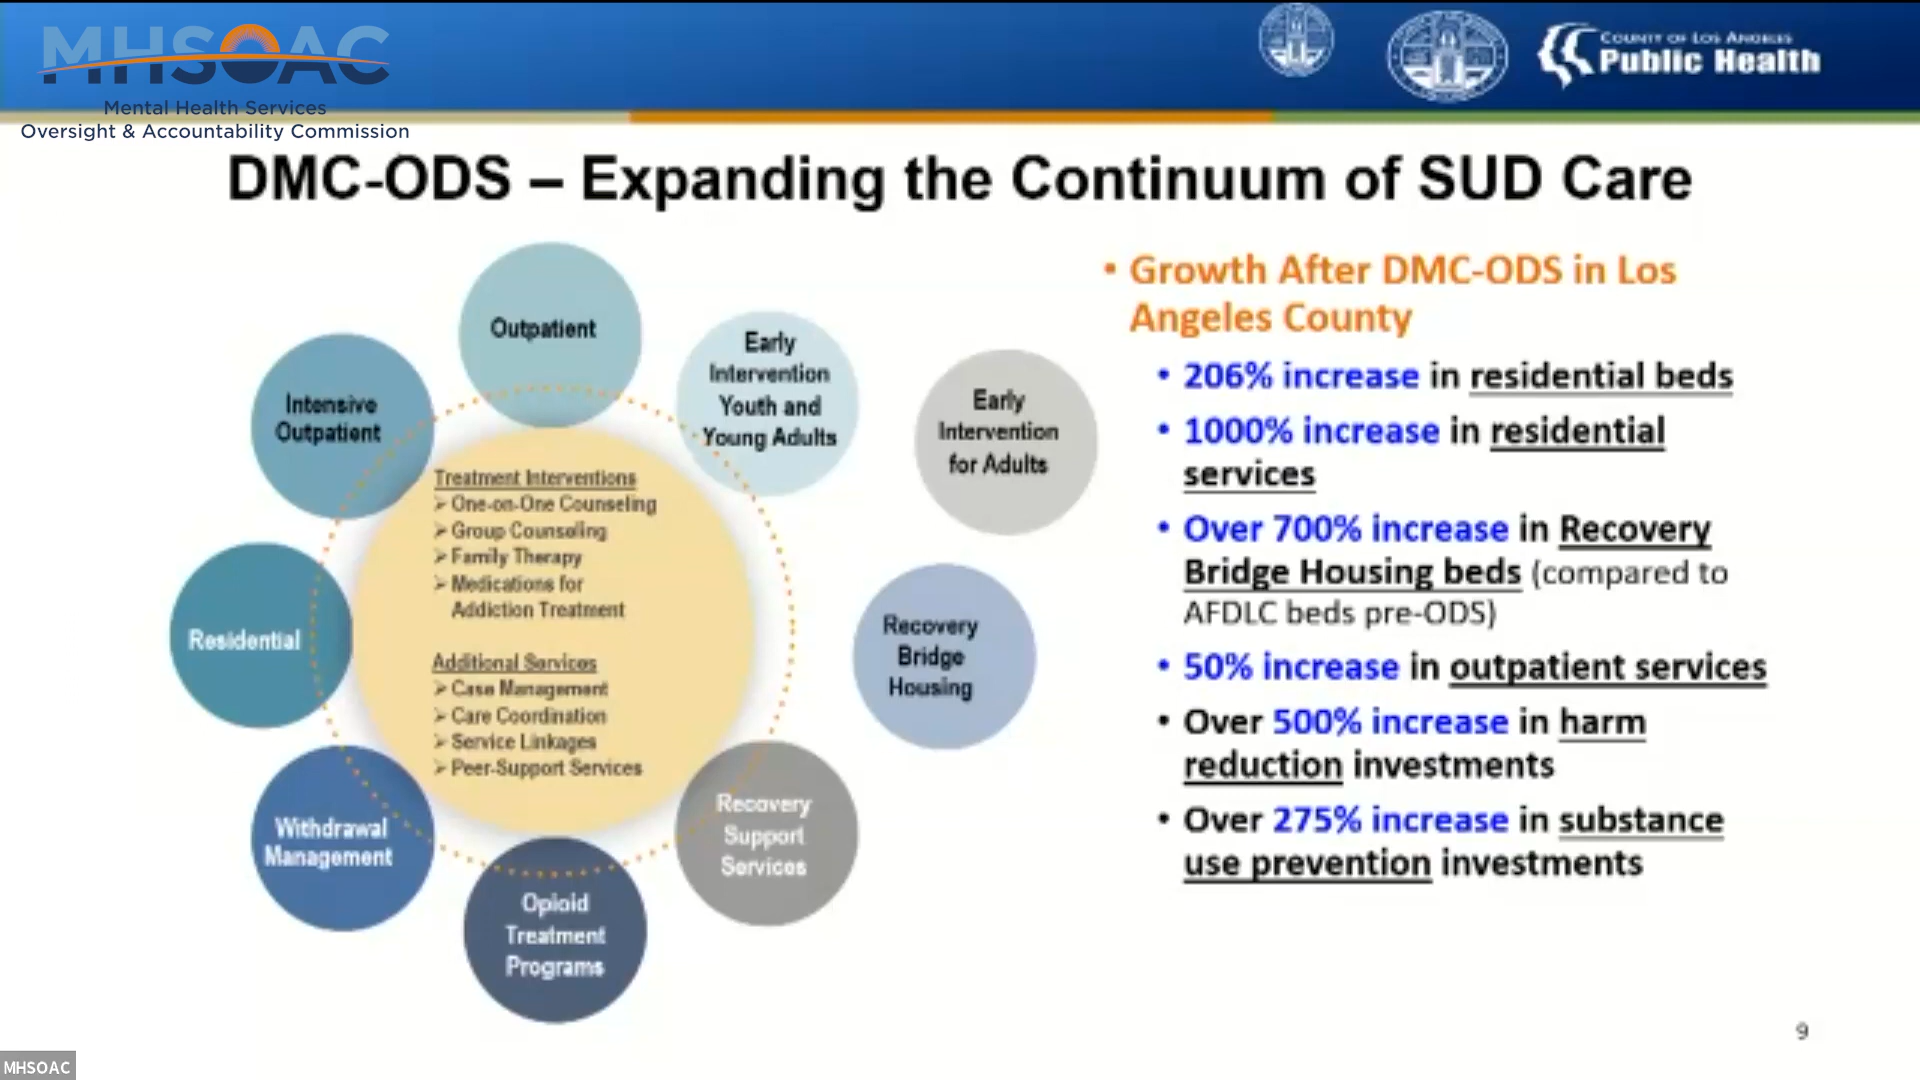 MHSOAC
Mental Health Services
Oversight & Accountability Commission
County of Los Angeles
Public Health
DMC-ODS – Expanding the Continuum of SUD Care
Outpatient
Early
Intervention
Youth and
Young Adults
Early
Intervention
for Adults
Intensive
Outpatient
Residential
Withdrawal
Management
Opioid
Treatment
Programs
Recovery
Support
Services
Recovery
Bridge
Housing
Treatment Interventions
➢ One-on-One Counseling
➢ Group Counseling
➢ Family Therapy
➢ Medications for
Addiction Treatment
Additional Services
➢ Case Management
➢ Care Coordination
➢ Service Linkages
➢ Peer-Support Services
• Growth After DMC-ODS in Los
Angeles County
• 206% increase in residential beds
• 1000% increase in residential
services
• Over 700% increase in Recovery
Bridge Housing beds (compared to
AFDLC beds pre-ODS)
• 50% increase in outpatient services
• Over 500% increase in harm
reduction investments
• Over 275% increase in substance
use prevention investments
9
MHSOAC